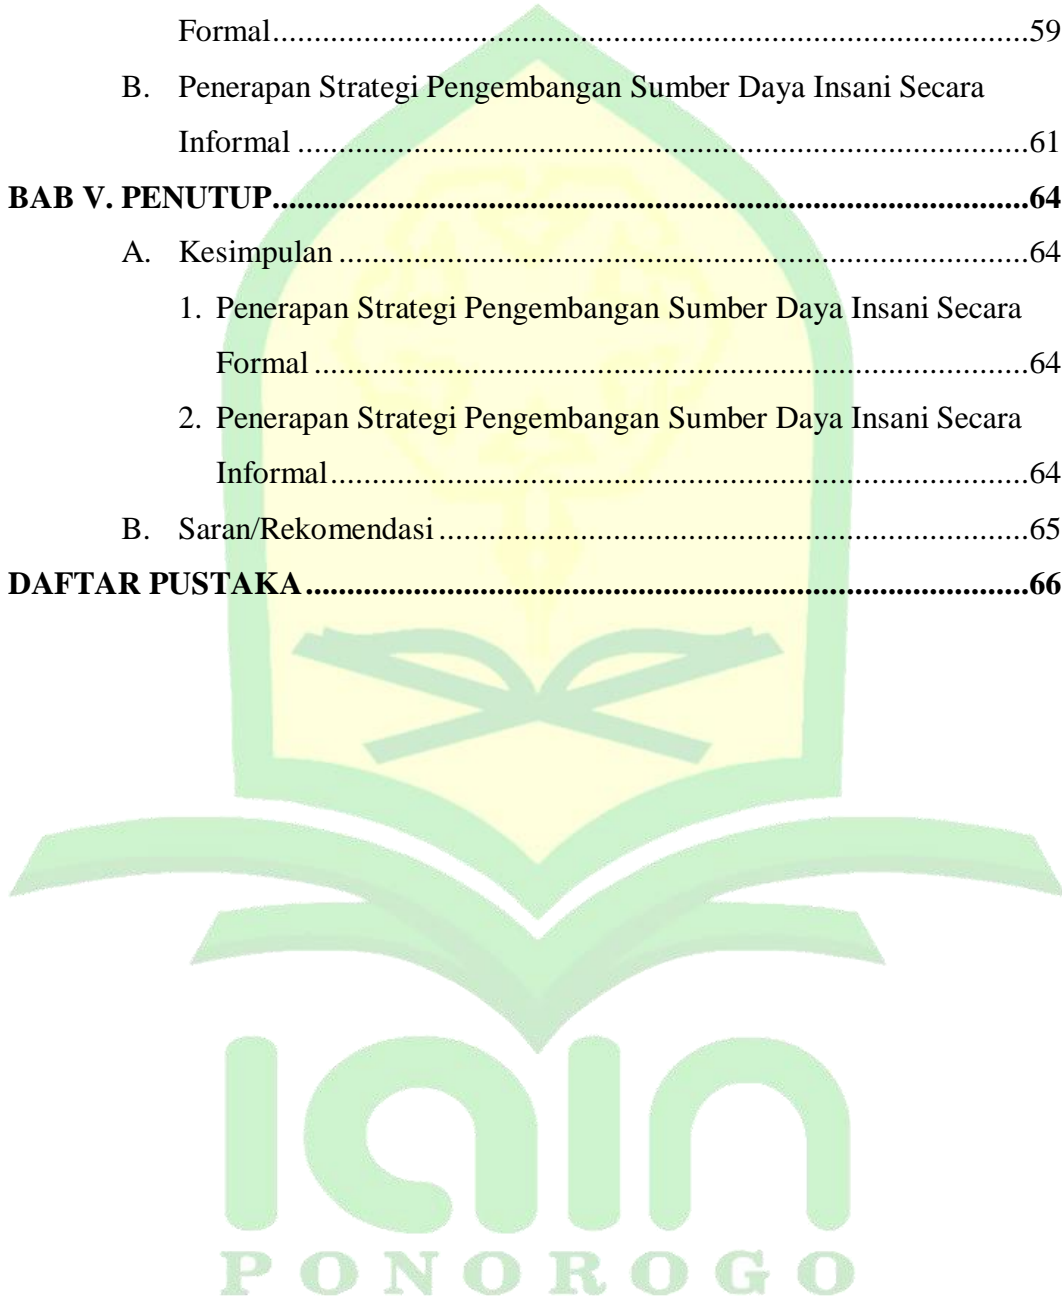 Formal..........................................................................................59
B. Penerapan Strategi Pengembangan Sumber Daya Insani Secara
Informal .......................................................................................61
BAB V. PENUTUP..........................................................................................64
A. Kesimpulan ..................................................................................64
1. Penerapan Strategi Pengembangan Sumber Daya Insani Secara
Formal .....................................................................................64
2. Penerapan Strategi Pengembangan Sumber Daya Insani Secara
Informal...................................................................................64
B. Saran/Rekomendasi ......................................................................65
DAFTAR PUSTAKA ......................................................................................66
iain
PONOROGO